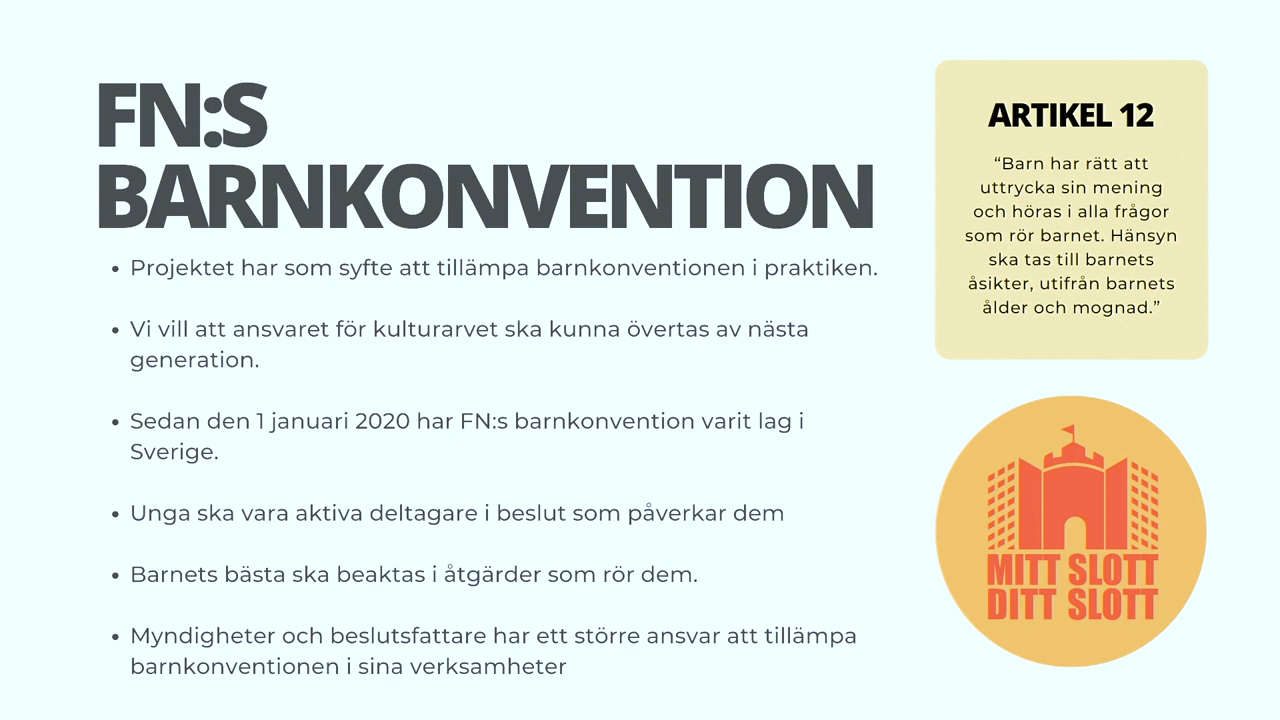 FN:S
BARNKONVENTION
• Projektet har som syfte att tillämpa barnkonventionen i praktiken.
• Vi vill att ansvaret för kulturarvet ska kunna övertas av nästa
generation.
• Sedan den 1 januari 2020 har FN:s barnkonvention varit lag i
Sverige.
• Unga ska vara aktiva deltagare i beslut som påverkar dem
• Barnets bästa ska beaktas i åtgärder som rör dem.
• Myndigheter och beslutsfattare har ett större ansvar att tillämpa
barnkonventionen i sina verksamheter
ARTIKEL 12
“Barn har rätt att
uttrycka sin mening
och höras i alla frågor
som rör barnet. Hänsyn
ska tas till barnets
åsikter, utifrån barnets
ålder och mognad.”
MITT SLOTT
DITT SLOTT